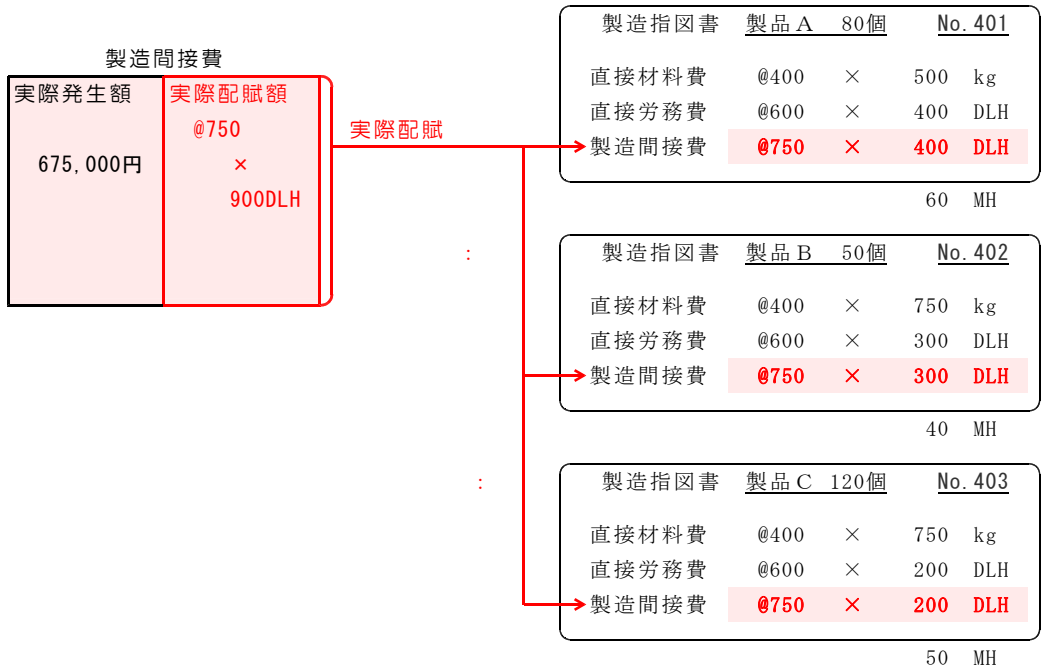 製造間接費
実際発生額 実際配賦額
@750
675,000円 ×
900DLH
実際配賦
:
:
製造指図書 製品A 80個 No.401
直接材料費 @400 × 500 kg
直接労務費 @600 × 400 DLH
製造間接費 @750 × 400 DLH
60 MH
製造指図書 製品B 50個 No.402
直接材料費 @400 × 750 kg
直接労務費 @600 × 300 DLH
製造間接費 @750 × 300 DLH
40 MH
製造指図書 製品C 120個 No.403
直接材料費 @400 × 750 kg
直接労務費 @600 × 200 DLH
製造間接費 @750 × 200 DLH
50 MH